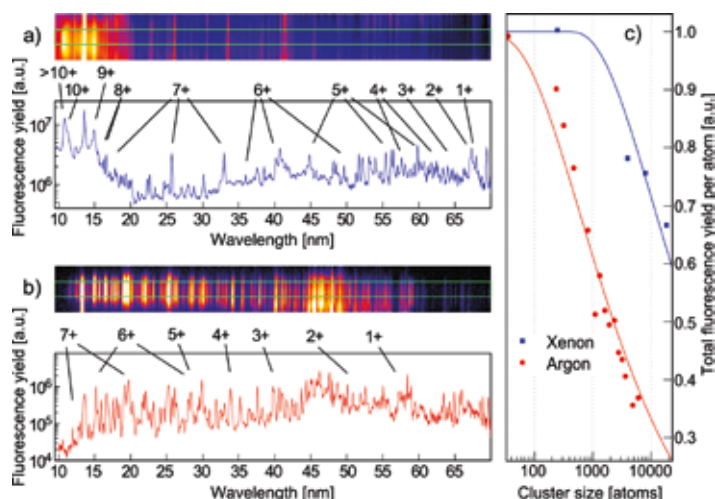 a)
>10+ 10+ 9+ 8+ 7+ 6+ 5+ 4+ 3+ 2+ 1+
Fluorescence yield [a.u.]
10⁷
10⁶
10 15 20 25 30 35 40 45 50 55 60 65
Wavelength [nm]
b)
7+ 6+ 5+ 4+ 3+ 2+ 1+
Fluorescence yield [a.u.]
10⁶
10⁵
10⁴
10 15 20 25 30 35 40 45 50 55 60 65
Wavelength [nm]
c)
1.0
0.9
0.8
0.7
0.6
0.5
0.4
0.3
Total fluorescence yield per atom [a.u.]
Xenon
Argon
100 1000 10000
Cluster size [atoms]